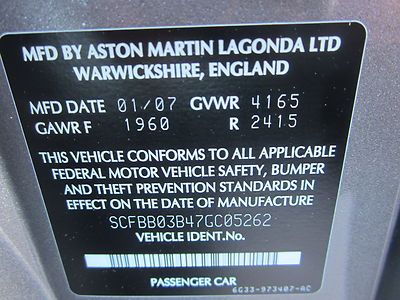 MFD BY ASTON MARTIN LAGONDA LTD
WARWICKSHIRE, ENGLAND
MFD DATE 01/07 GVWR 4165
GAWR F 1960 R 2415
THIS VEHICLE CONFORMS TO ALL APPLICABLE
FEDERAL MOTOR VEHICLE SAFETY, BUMPER
AND THEFT PREVENTION STANDARDS IN
EFFECT ON THE DATE OF MANUFACTURE
SCFBB03B47GC05262
VEHICLE IDENT.No.
PASSENGER CAR
6G33-973407-AC